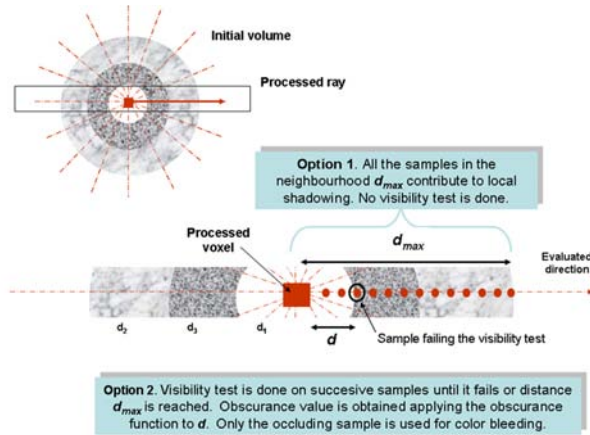 Initial volume
Processed ray
Option 1. All the samples in the
neighbourhood dmax contribute to local
shadowing. No visibility test is done.
Processed
voxel
dmax
Evaluated
direction
d2
d3
d1
d
Sample failing the visibility test
Option 2. Visibility test is done on succesive samples until it fails or distance
dmax is reached. Obscurance value is obtained applying the obscurance
function to d. Only the occluding sample is used for color bleeding.